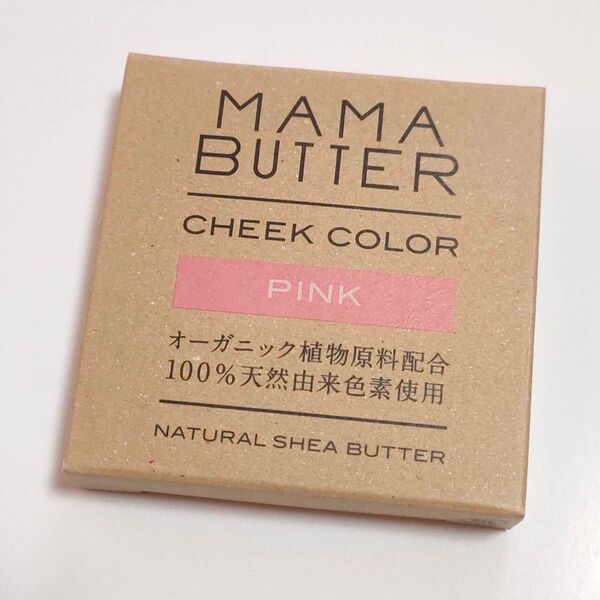 MAMA
BUTTER
CHEEK COLOR
PINK
オーガニック植物原料配合
100%天然由来色素使用
NATURAL SHEA BUTTER